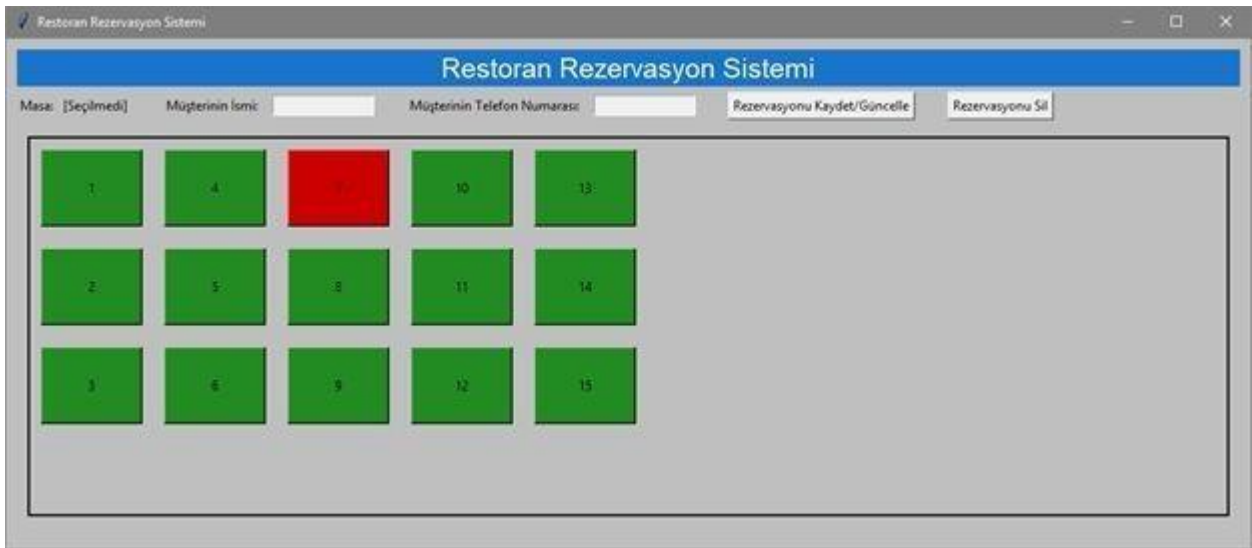 Restoran Rezervasyon Sistemi
Restoran Rezervasyon Sistemi
Masa: [Seçilmedi] Müşterinin İsmi: Müşterinin Telefon Numarası: Rezervasyonu Kaydet/Güncelle Rezervasyonu Sil
1 4 7 10 13
2 5 8 11 14
3 6 9 12 15